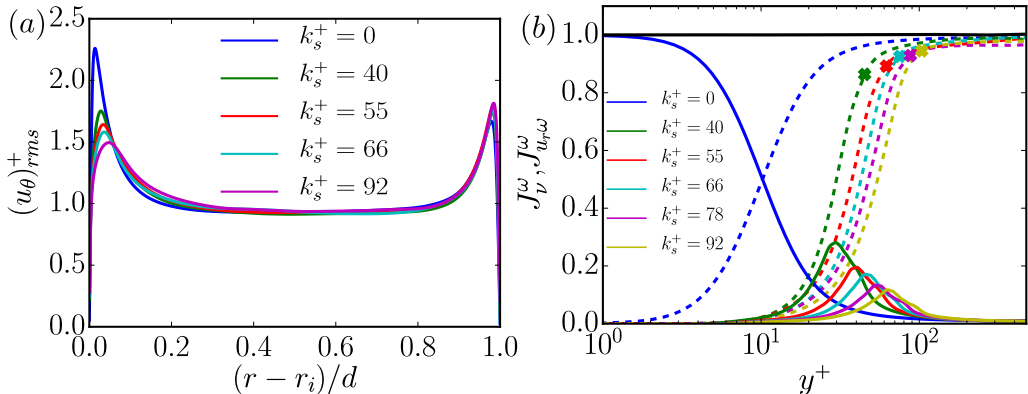 (a)
(u_θ)^+_{rms}
2.5
2.0
1.5
1.0
0.5
0.0
k_s^+ = 0
k_s^+ = 40
k_s^+ = 55
k_s^+ = 66
k_s^+ = 92
0.0 0.2 0.4 0.6 0.8 1.0
(r − r_i)/d
(b)
J_ν^ω, J_{u_rω}^ω
1.0
0.8
0.6
0.4
0.2
0.0
k_s^+ = 0
k_s^+ = 40
k_s^+ = 55
k_s^+ = 66
k_s^+ = 78
k_s^+ = 92
10^0 10^1 10^2
y^+